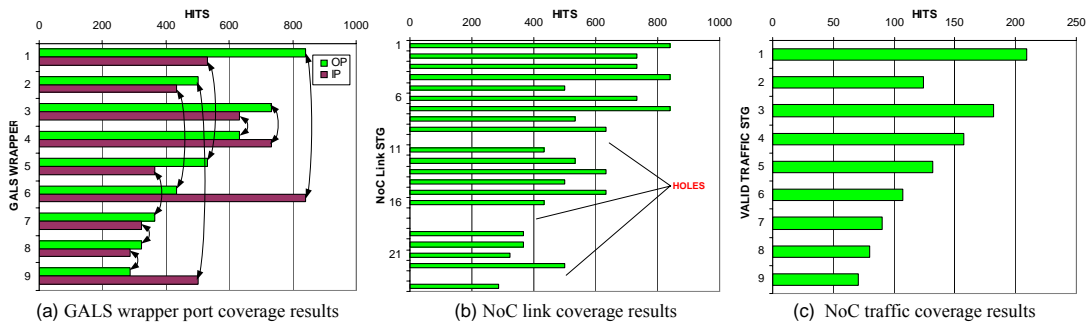 HITS
0 200 400 600 800 1000
OP
IP
GALS WRAPPER
1
2
3
4
5
6
7
8
9
(a) GALS wrapper port coverage results
HITS
0 200 400 600 800 1000
NoC Link STG
1
6
11
16
21
HOLES
(b) NoC link coverage results
HITS
0 50 100 150 200 250
VALID TRAFFIC STG
1
2
3
4
5
6
7
8
9
(c) NoC traffic coverage results